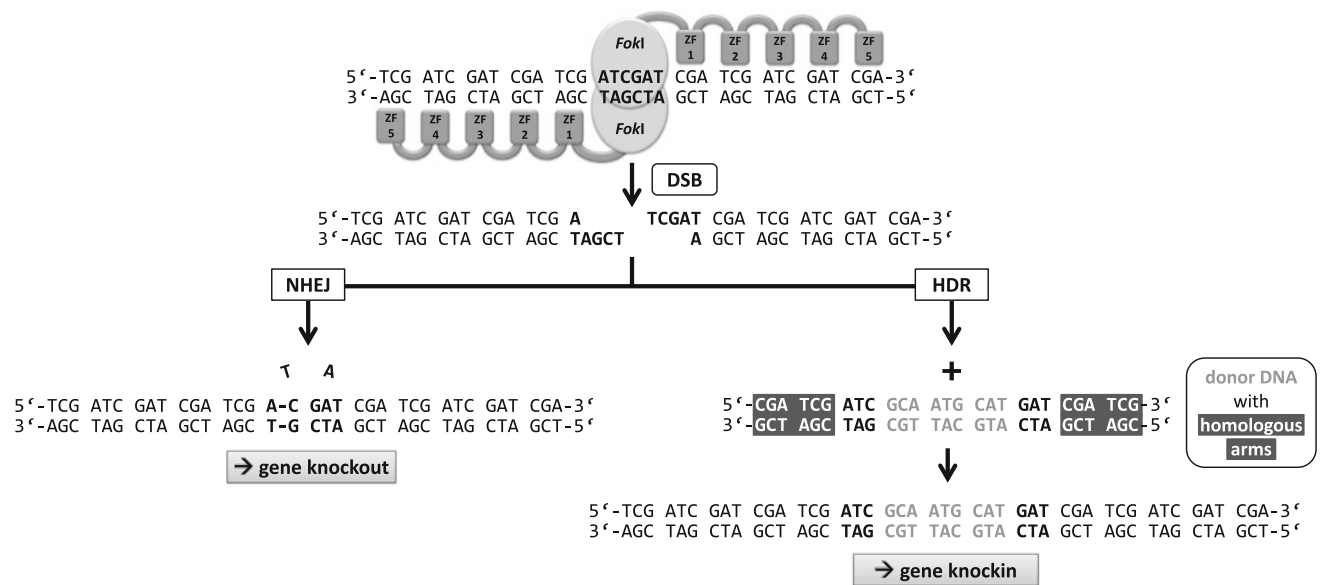 FokI ZF 1 ZF 2 ZF 3 ZF 4 ZF 5
5‘-TCG ATC GAT CGA TCG ATCGAT CGA TCG ATC GAT CGA-3‘
3‘-AGC TAG CTA GCT AGC TAGCTA GCT AGC TAG CTA GCT-5‘
ZF 5 ZF 4 ZF 3 ZF 2 ZF 1 FokI
DSB
5‘-TCG ATC GAT CGA TCG A TCGAT CGA TCG ATC GAT CGA-3‘
3‘-AGC TAG CTA GCT AGC TAGCT A GCT AGC TAG CTA GCT-5‘
NHEJ
HDR
T A
5‘-TCG ATC GAT CGA TCG A-C GAT CGA TCG ATC GAT CGA-3‘
3‘-AGC TAG CTA GCT AGC T-G CTA GCT AGC TAG CTA GCT-5‘
→ gene knockout
+
5‘-CGA TCG ATC GCA ATG CAT GAT CGA TCG-3‘
3‘-GCT AGC TAG CGT TAC GTA CTA GCT AGC-5‘
donor DNA
with
homologous
arms
5‘-TCG ATC GAT CGA TCG ATC GCA ATG CAT GAT CGA TCG ATC GAT CGA-3‘
3‘-AGC TAG CTA GCT AGC TAG CGT TAC GTA CTA GCT AGC TAG CTA GCT-5‘
→ gene knockin